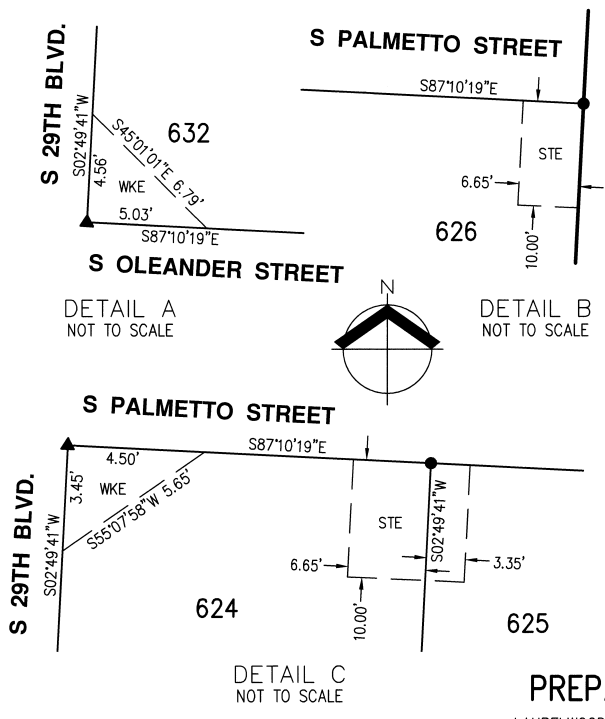 S 29TH BLVD.
S02°49'41"W
4.56'
S45°01'01"E 6.79'
632
WKE
5.03'
S87°10'19"E
S OLEANDER STREET
DETAIL A
NOT TO SCALE
S PALMETTO STREET
S87°10'19"E
STE
6.65'
10.00'
626
DETAIL B
NOT TO SCALE
N
S PALMETTO STREET
S87°10'19"E
4.50'
3.45'
WKE
S55°07'58"W 5.65'
S 29TH BLVD.
S02°49'41"W
STE
S02°49'41"W
6.65'
3.35'
10.00'
624
625
DETAIL C
NOT TO SCALE
PREP